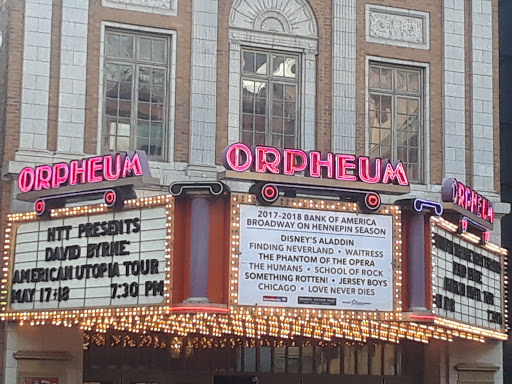 ORPHEUM
NTT PRESENTS
DAVID BYRNE
AMERICAN UTOPIA TOUR
MAY 17+18 7:30 PM
ORPHEUM
2017-2018 BANK OF AMERICA
BROADWAY ON HENNEPIN SEASON
DISNEY'S ALADDIN
FINDING NEVERLAND • WAITRESS
THE PHANTOM OF THE OPERA
THE HUMANS • SCHOOL OF ROCK
SOMETHING ROTTEN! • JERSEY BOYS
CHICAGO • LOVE NEVER DIES
ORPHEUM